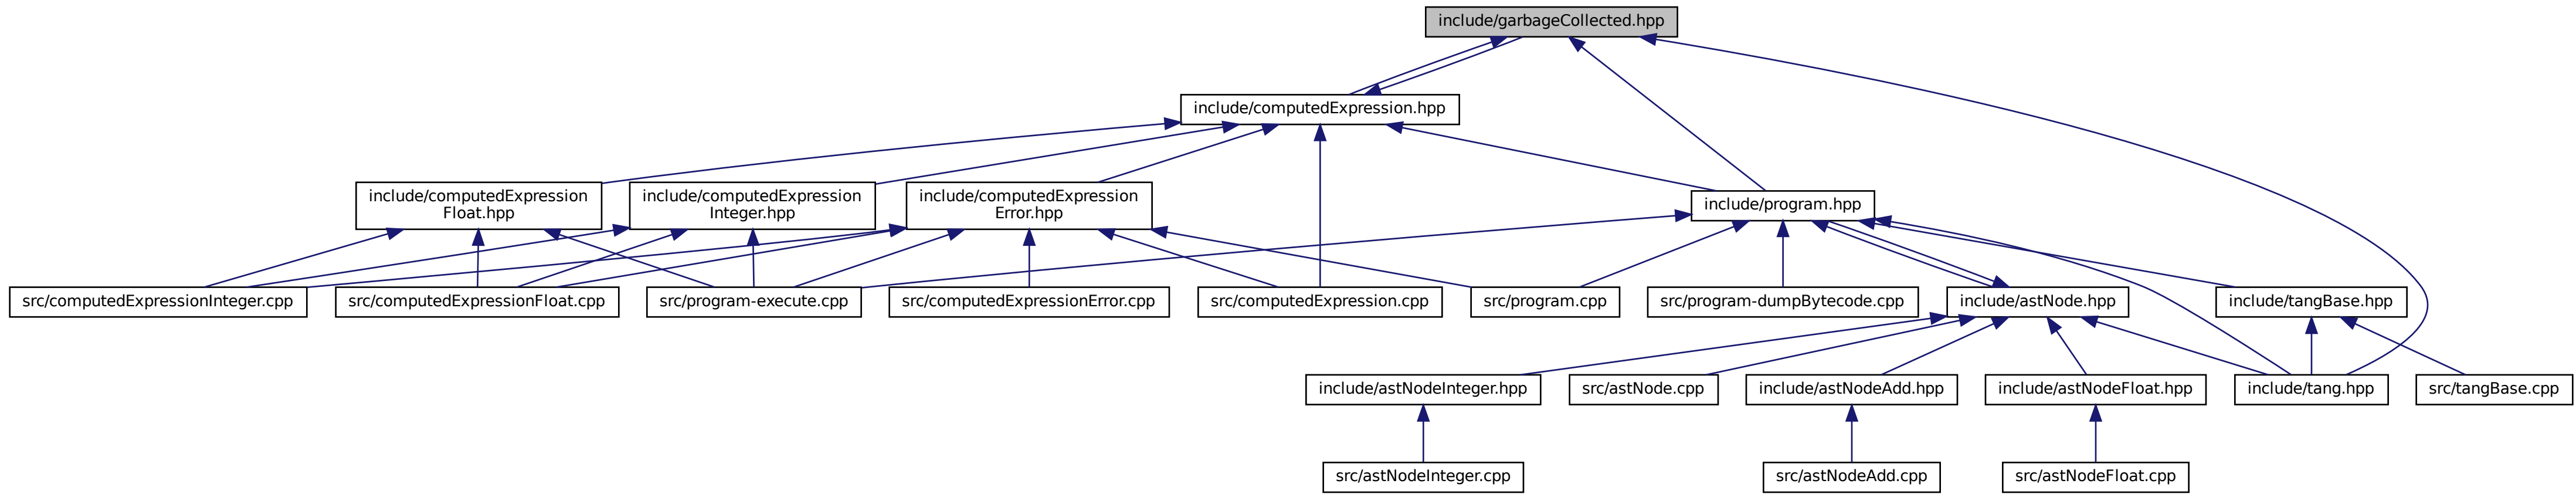 include/garbageCollected.hpp
include/computedExpression.hpp
include/computedExpression
Float.hpp
include/computedExpression
Integer.hpp
include/computedExpression
Error.hpp
include/program.hpp
src/computedExpressionInteger.cpp
src/computedExpressionFloat.cpp
src/program-execute.cpp
src/computedExpressionError.cpp
src/computedExpression.cpp
src/program.cpp
src/program-dumpBytecode.cpp
include/astNode.hpp
include/tangBase.hpp
include/astNodeInteger.hpp
src/astNode.cpp
include/astNodeAdd.hpp
include/astNodeFloat.hpp
include/tang.hpp
src/tangBase.cpp
src/astNodeInteger.cpp
src/astNodeAdd.cpp
src/astNodeFloat.cpp